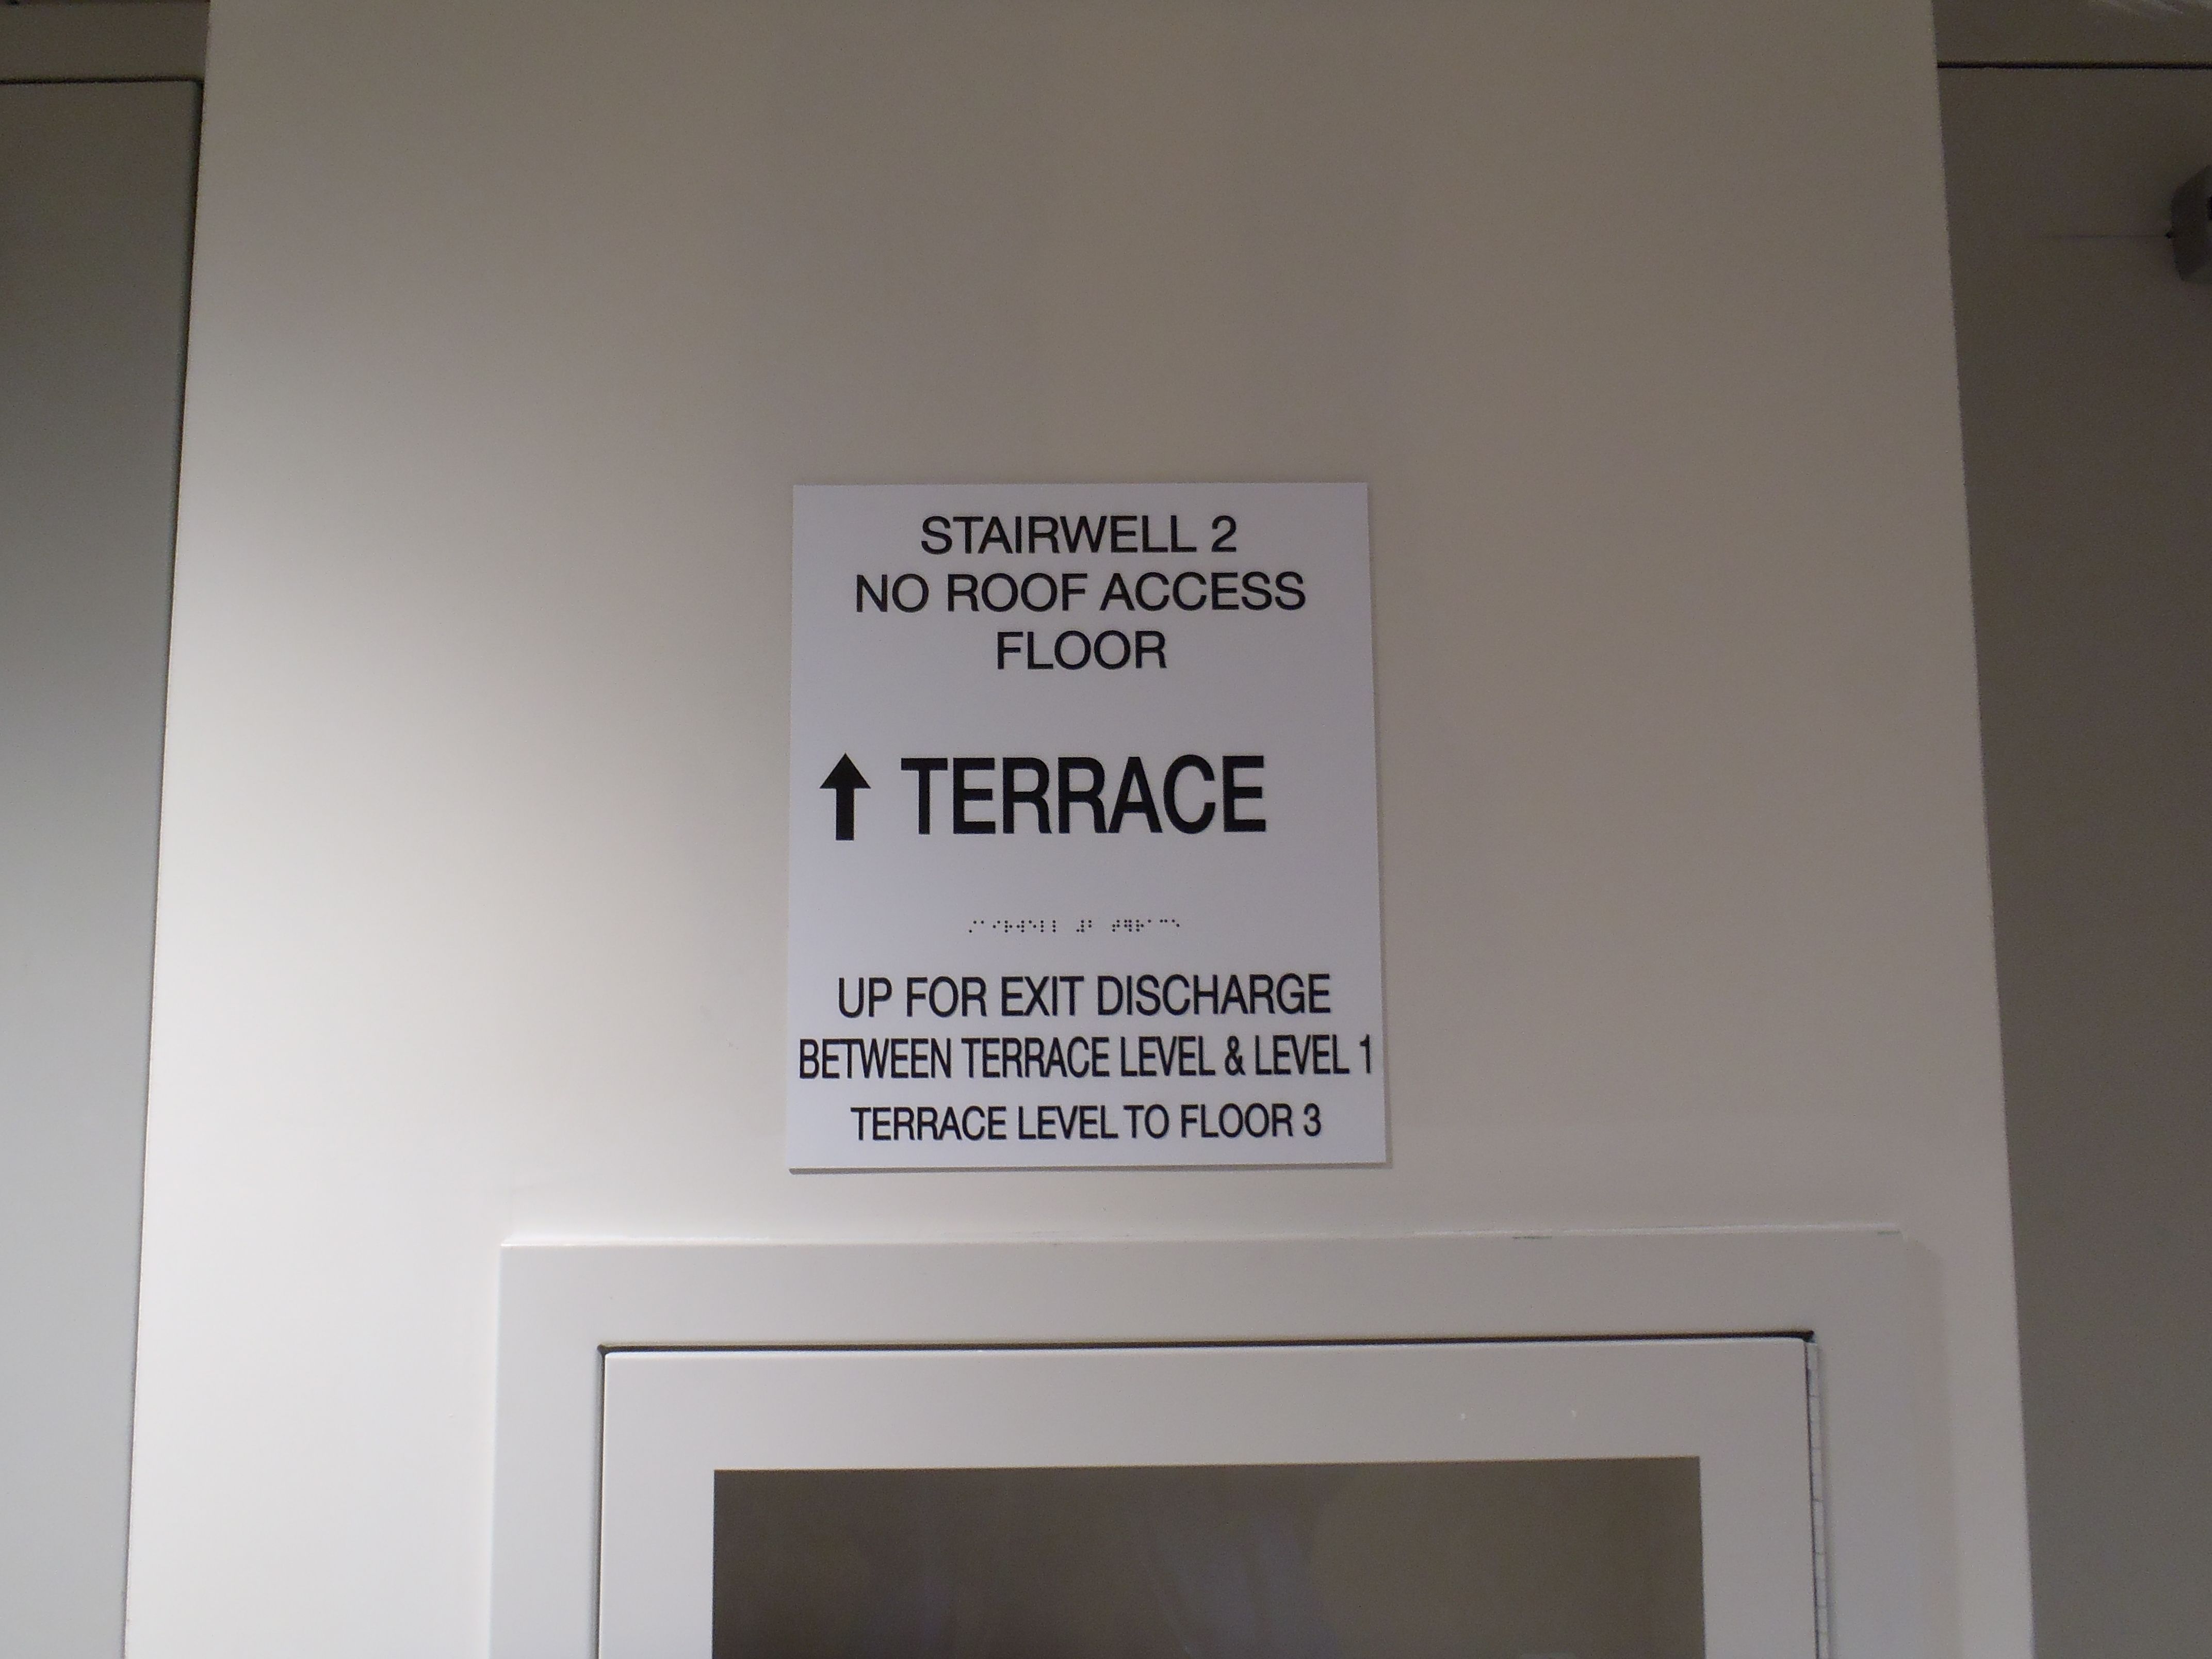 STAIRWELL 2
NO ROOF ACCESS
FLOOR
↑ TERRACE
⠌⠁⠊⠗⠺⠑⠇⠇ ⠼⠃ ⠞⠻⠗⠁⠉⠑
UP FOR EXIT DISCHARGE
BETWEEN TERRACE LEVEL & LEVEL 1
TERRACE LEVEL TO FLOOR 3